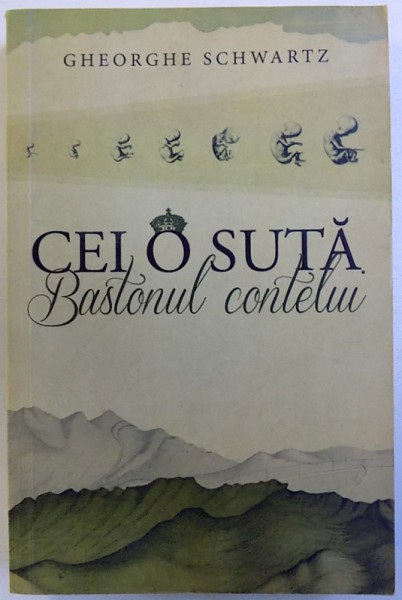 GHEORGHE SCHWARTZ
CEI O SUTĂ
Bastonul contelui